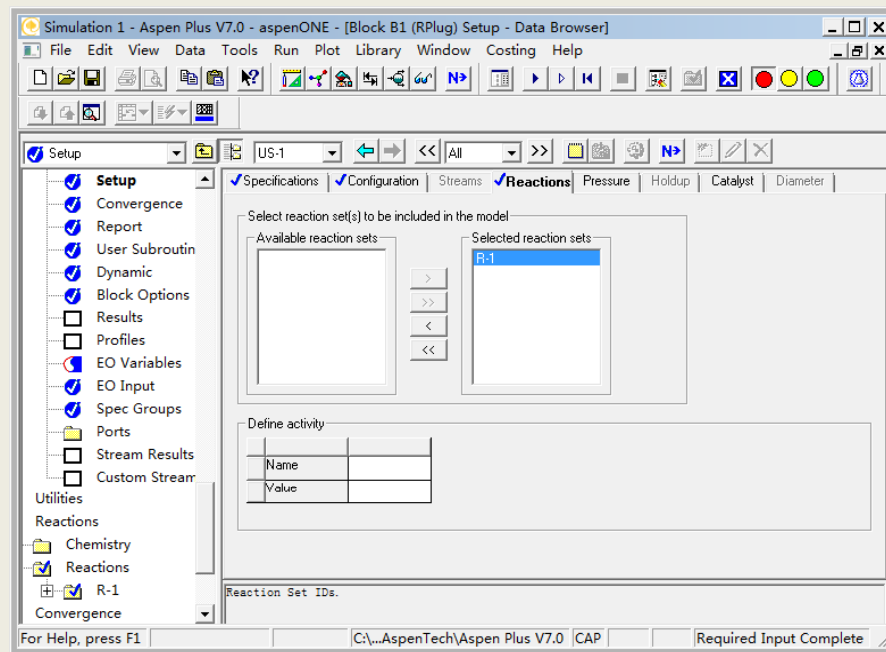 Simulation 1 - Aspen Plus V7.0 - aspenONE - [Block B1 (RPlug) Setup - Data Browser]
File Edit View Data Tools Run Plot Library Window Costing Help
N>
Setup US-1 << All >> N>
Specifications Configuration Streams Reactions Pressure Holdup Catalyst Diameter
Setup
Convergence
Report
User Subroutin
Dynamic
Block Options
Results
Profiles
EO Variables
EO Input
Spec Groups
Ports
Stream Results
Custom Stream
Utilities
Reactions
Chemistry
Reactions
R-1
Convergence
Select reaction set(s) to be included in the model
Available reaction sets
Selected reaction sets
R-1
>
>>
<
<<
Define activity
Name
Value
Reaction Set IDs.
For Help, press F1 C:\...AspenTech\Aspen Plus V7.0 CAP Required Input Complete